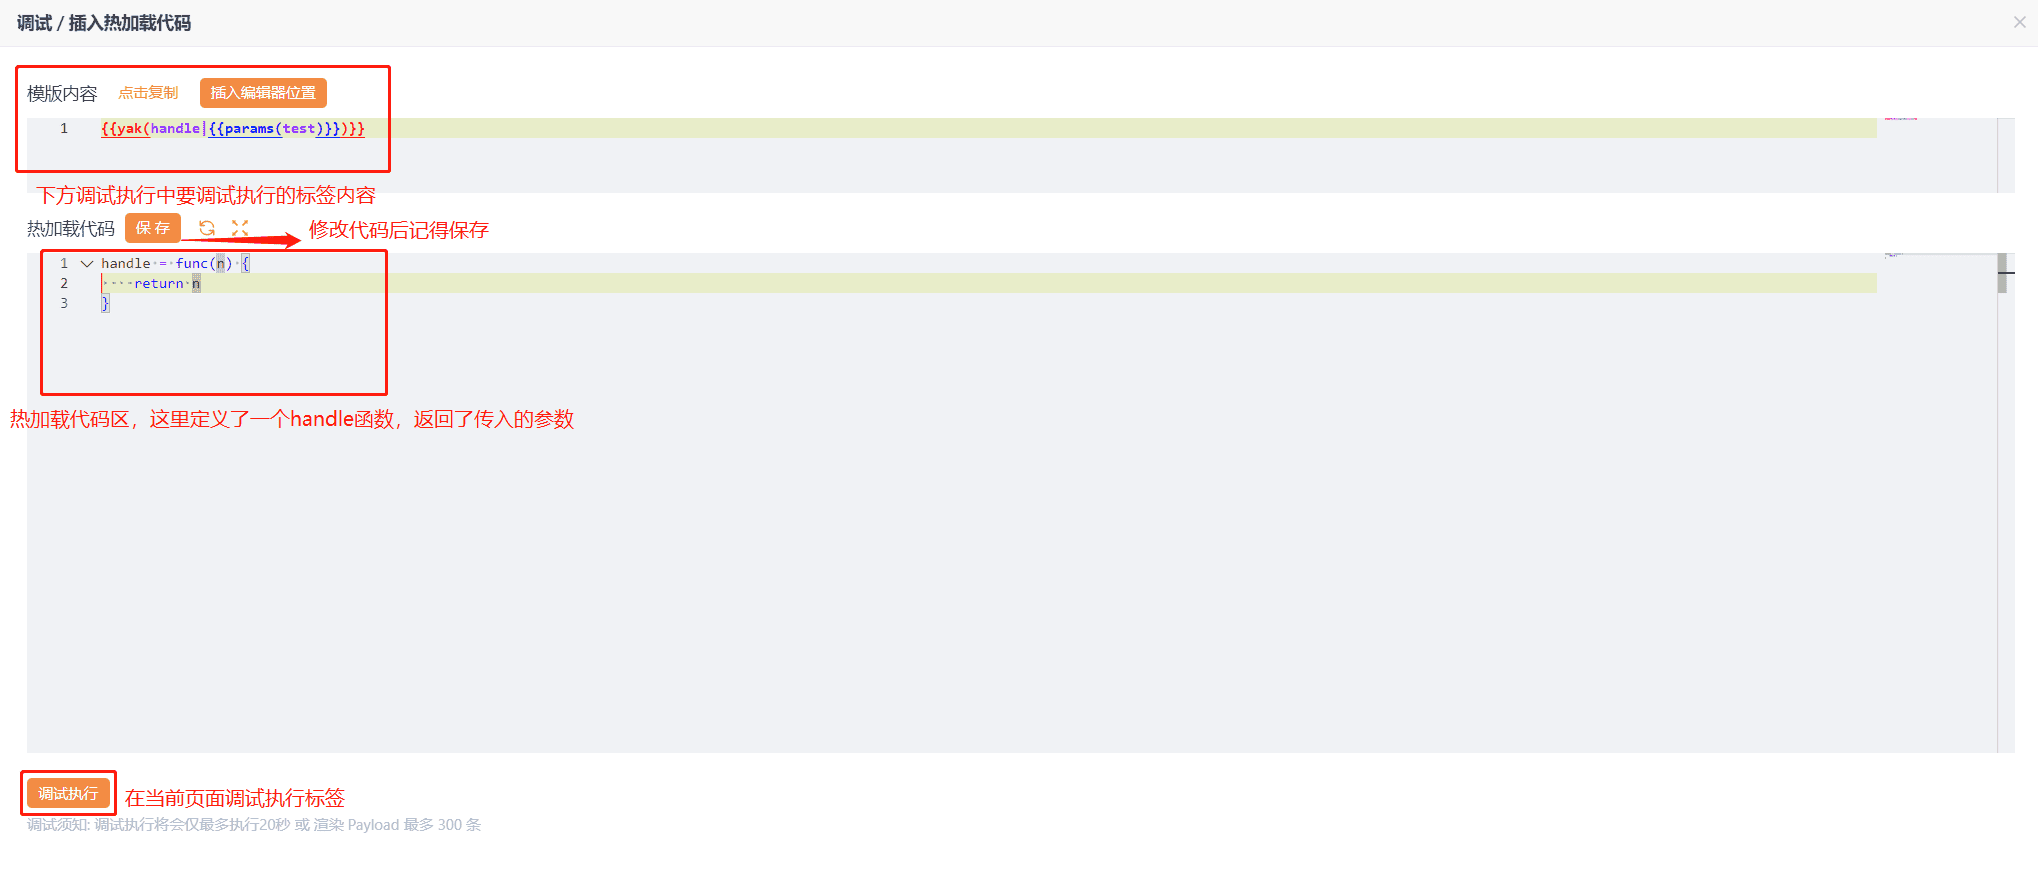 调试 / 插入热加载代码
模版内容 点击复制 插入编辑器位置
1 {{yak(handle|{{params(test)}})}}
下方调试执行中要调试执行的标签内容
热加载代码 保存 修改代码后记得保存
1 handle = func(n) {
2 return n
3 }
热加载代码区，这里定义了一个handle函数，返回了传入的参数
调试执行 在当前页面调试执行标签
调试须知: 调试执行将会仅最多执行20秒 或 渲染 Payload 最多 300 条